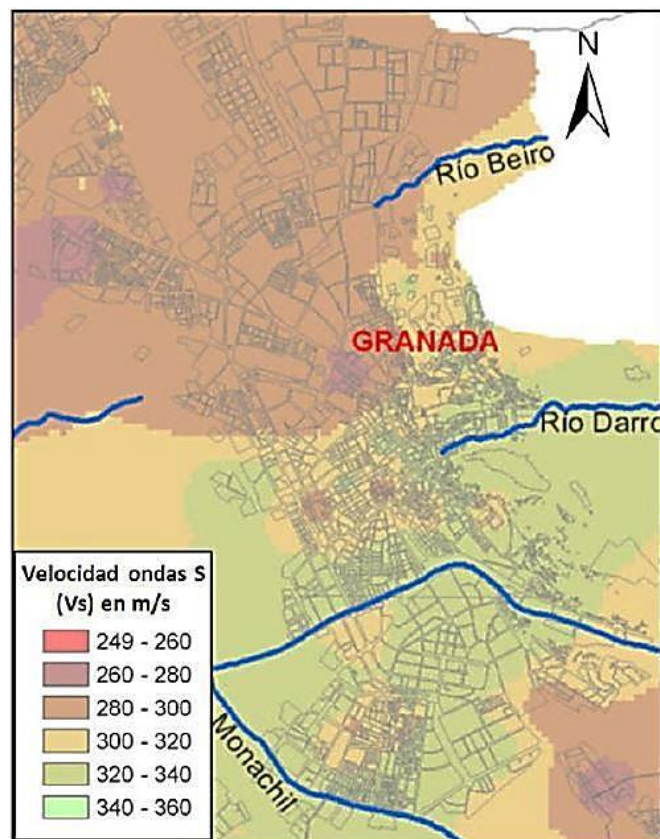 N
Río Beiro
GRANADA
Río Darro
Velocidad ondas S
(Vs) en m/s
249 - 260
260 - 280
280 - 300
300 - 320
320 - 340
340 - 360
Monachil